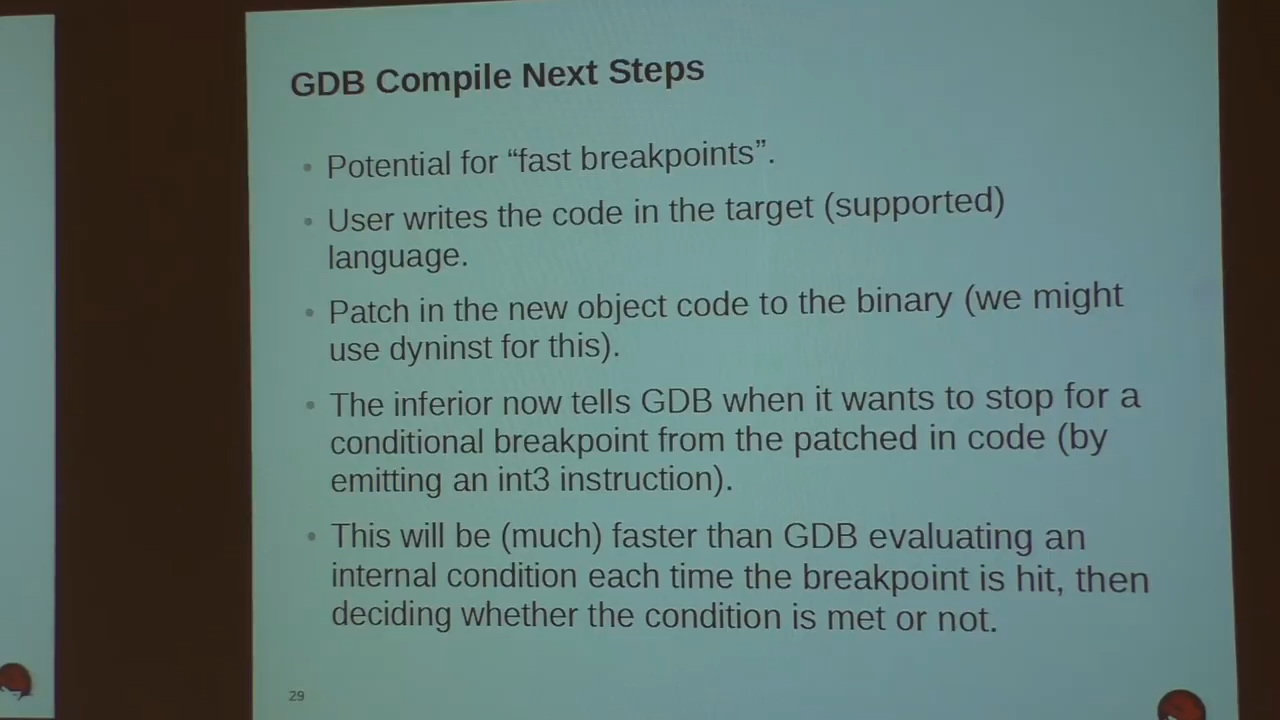 GDB Compile Next Steps
• Potential for “fast breakpoints”.
• User writes the code in the target (supported)
language.
• Patch in the new object code to the binary (we might
use dyninst for this).
• The inferior now tells GDB when it wants to stop for a
conditional breakpoint from the patched in code (by
emitting an int3 instruction).
• This will be (much) faster than GDB evaluating an
internal condition each time the breakpoint is hit, then
deciding whether the condition is met or not.
29